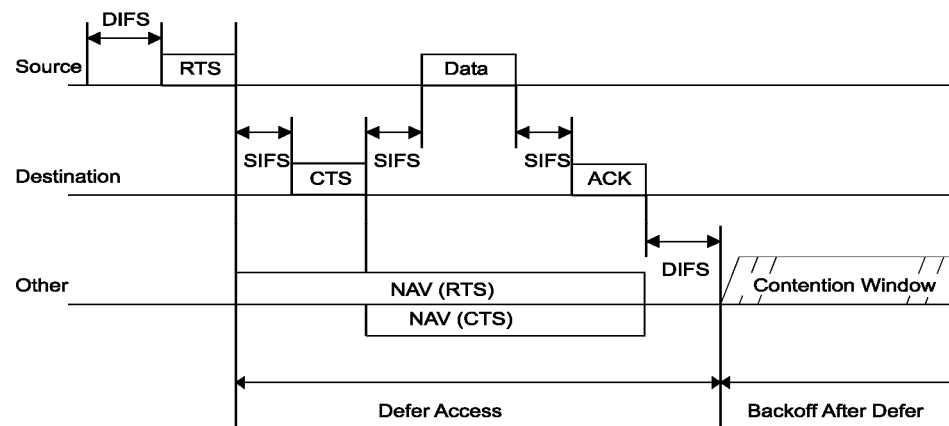 DIFS
Source
RTS
Data
SIFS
SIFS
SIFS
Destination
CTS
ACK
DIFS
Other
NAV (RTS)
Contention Window
NAV (CTS)
Defer Access
Backoff After Defer